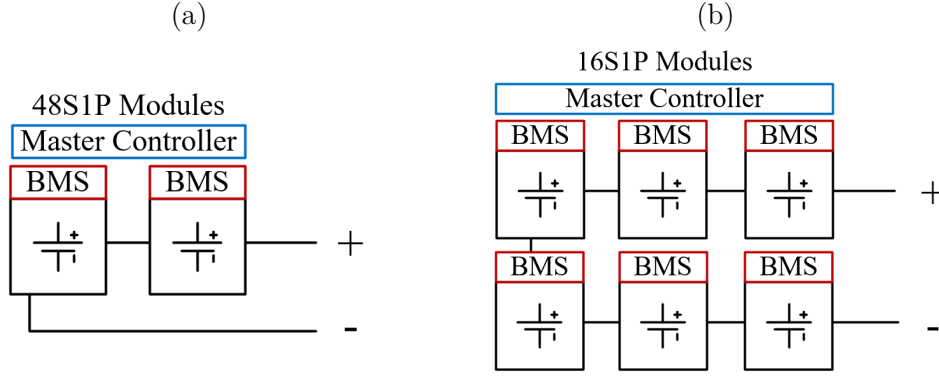 (a)
48S1P Modules
Master Controller
BMS BMS
+
-
(b)
16S1P Modules
Master Controller
BMS BMS BMS
+
BMS BMS BMS
-